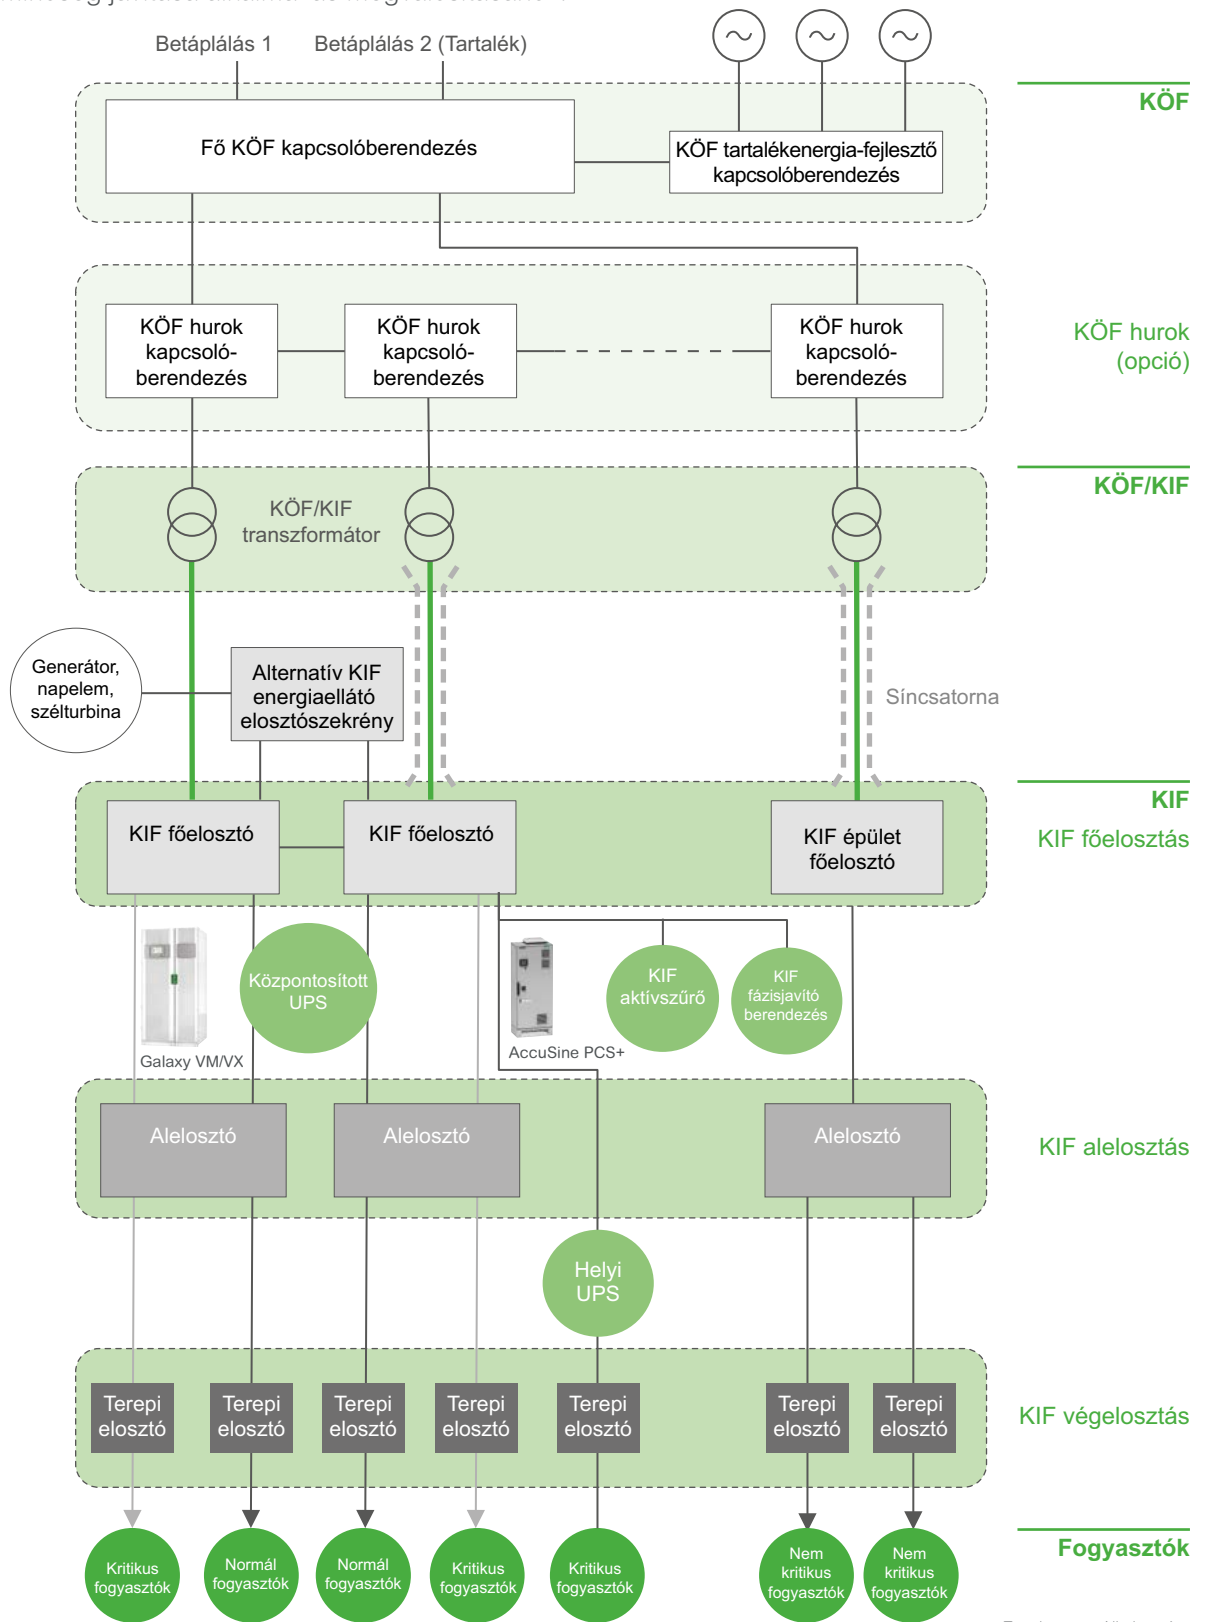 Betáplálás 1
Betáplálás 2 (Tartalék)
KÖF
Fő KÖF kapcsolóberendezés
KÖF tartalékenergia-fejlesztő
kapcsolóberendezés
KÖF hurok
kapcsoló-
berendezés
KÖF hurok
kapcsoló-
berendezés
KÖF hurok
kapcsoló-
berendezés
KÖF hurok
(opció)
KÖF/KIF
KÖF/KIF
transzformátor
Generátor,
napelem,
szélturbina
Alternatív KIF
energiaellátó
elosztószekrény
Síncsatorna
KIF
KIF főelosztás
KIF főelosztó
KIF főelosztó
KIF épület
főelosztó
Központosított
UPS
Galaxy VM/VX
AccuSine PCS+
KIF
aktívszűrő
KIF
fázisjavító
berendezés
Alelosztó
Alelosztó
Alelosztó
KIF alelosztás
Helyi
UPS
Terepi
elosztó
Terepi
elosztó
Terepi
elosztó
Terepi
elosztó
Terepi
elosztó
Terepi
elosztó
Terepi
elosztó
KIF végelosztás
Fogyasztók
Kritikus
fogyasztók
Normál
fogyasztók
Normál
fogyasztók
Kritikus
fogyasztók
Kritikus
fogyasztók
Nem
kritikus
fogyasztók
Nem
kritikus
fogyasztók